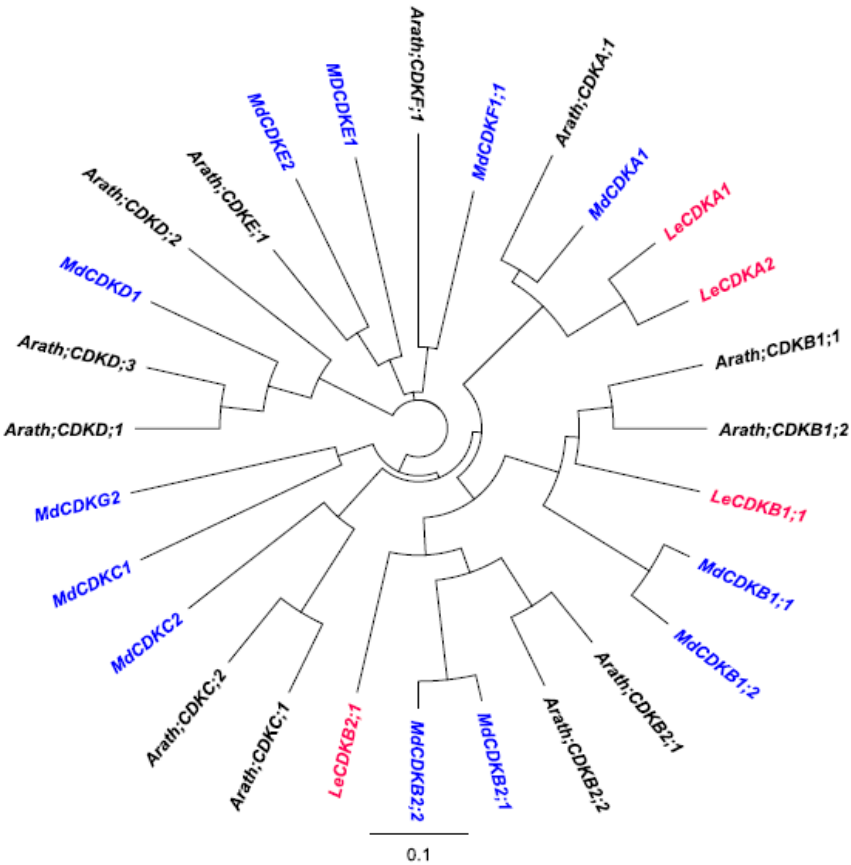 Arath;CDKF;1
MdCDKF1;1
Arath;CDKA;1
MdCDKA1
LeCDKA1
LeCDKA2
Arath;CDKB1;1
Arath;CDKB1;2
LeCDKB1;1
MdCDKB1;1
MdCDKB1;2
Arath;CDKB2;1
Arath;CDKB2;2
MdCDKB2;1
MdCDKB2;2
LeCDKB2;1
Arath;CDKC;1
Arath;CDKC;2
MdCDKC2
MdCDKC1
MdCDKG2
Arath;CDKD;1
Arath;CDKD;3
MdCDKD1
Arath;CDKD;2
Arath;CDKE;1
MdCDKE2
MDCDKE1
0.1